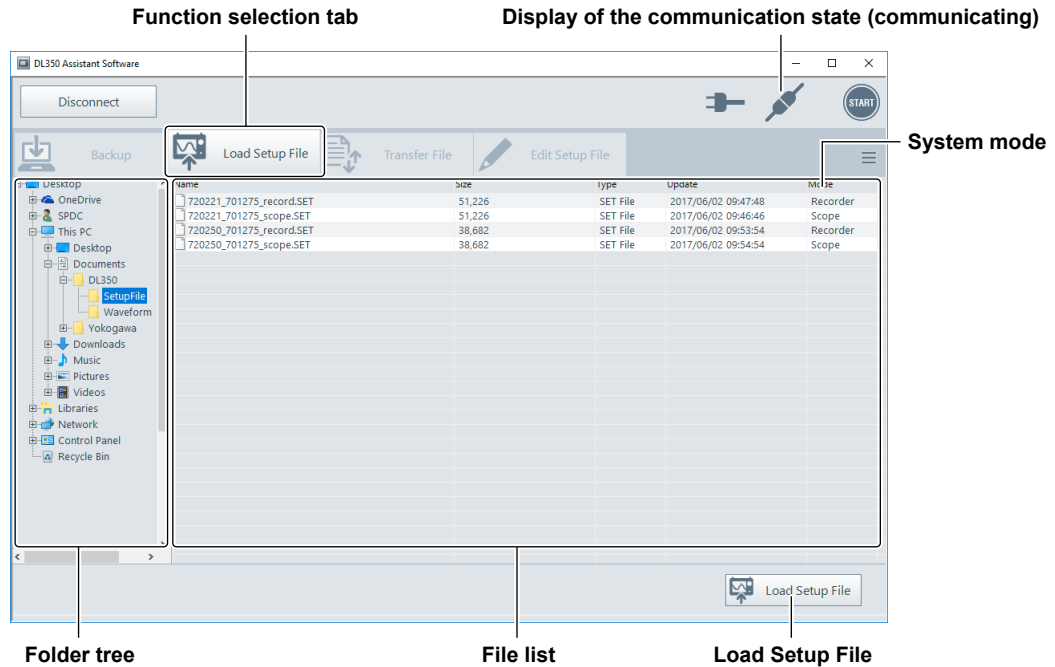 Function selection tab
Display of the communication state (communicating)
DL350 Assistant Software
Disconnect
START
Backup
Load Setup File
Transfer File
Edit Setup File
System mode
Desktop
OneDrive
SPDC
This PC
Desktop
Documents
DL350
SetupFile
Waveform
Yokogawa
Downloads
Music
Pictures
Videos
Libraries
Network
Control Panel
Recycle Bin
Name Size Type Update Mode
720221_701275_record.SET 51,226 SET File 2017/06/02 09:47:48 Recorder
720221_701275_scope.SET 51,226 SET File 2017/06/02 09:46:46 Scope
720250_701275_record.SET 38,682 SET File 2017/06/02 09:53:54 Recorder
720250_701275_scope.SET 38,682 SET File 2017/06/02 09:54:54 Scope
Load Setup File
Folder tree
File list
Load Setup File